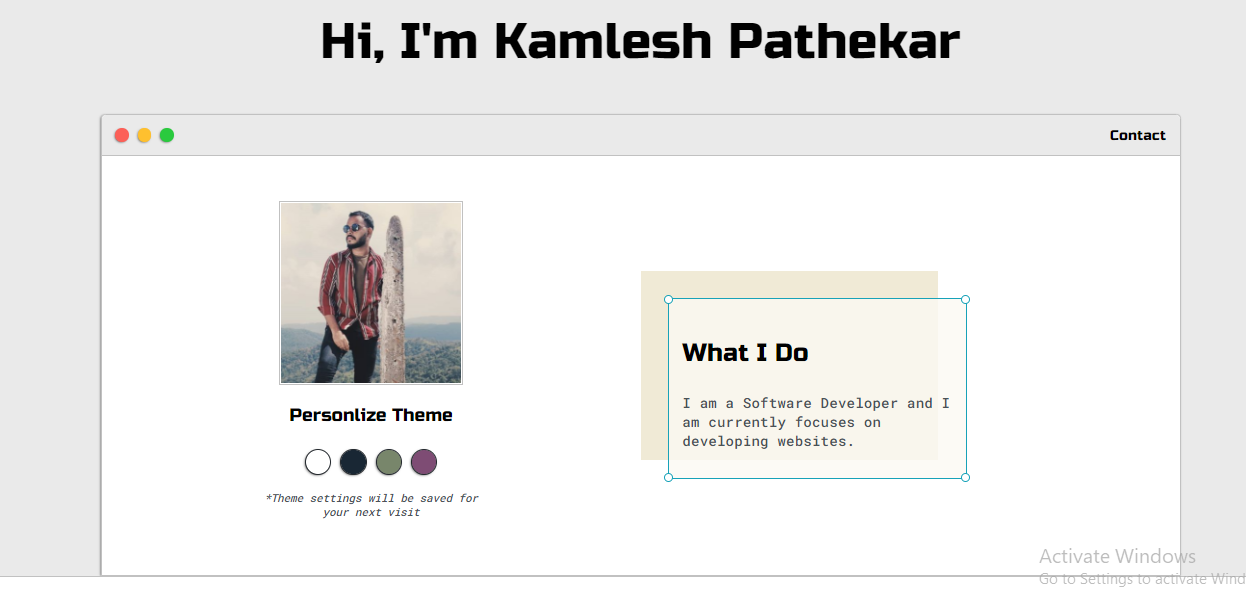 Hi, I'm Kamlesh Pathekar
Contact
Personlize Theme
*Theme settings will be saved for
your next visit
What I Do
I am a Software Developer and I
am currently focuses on
developing websites.
Activate Windows
Go to Settings to activate Wind